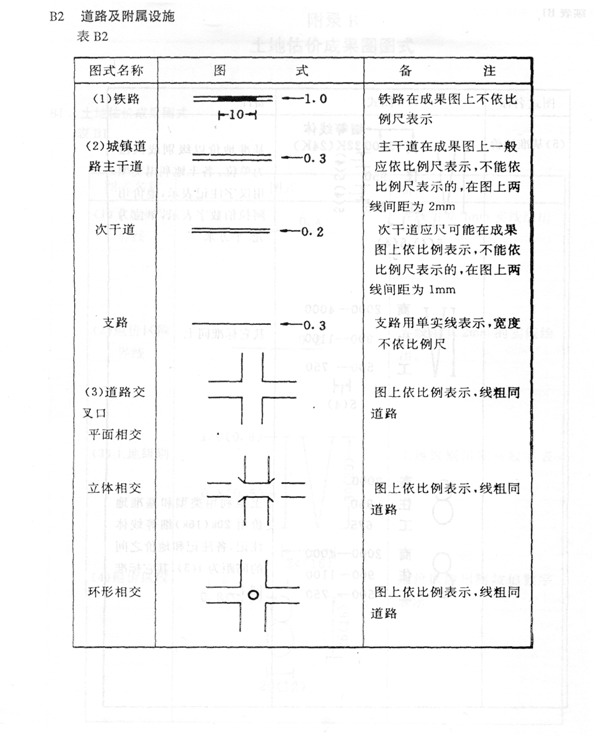 B2 道路及附属设施
表 B2
图式名称 图 式 备 注
(1)铁路 1.0 铁路在成果图上不依比
10 例尺表示
(2)城镇道 主干道在成果图上一般
路主干道 0.3 应依比例尺表示,不能依
比例尺表示的,在图上两
线间距为 2mm
次干道 0.2 次干道应尺可能在成果
图上依比例尺表示,不能依
比例尺表示的,在图上两
线间距为 1mm
支路 0.3 支路用单实线表示,宽度
不依比例尺
(3)道路交 图上依比例表示,线粗同
叉口 道路
平面相交
立体相交 图上依比例表示,线粗同
道路
环形相交 图上依比例表示,线粗同
道路